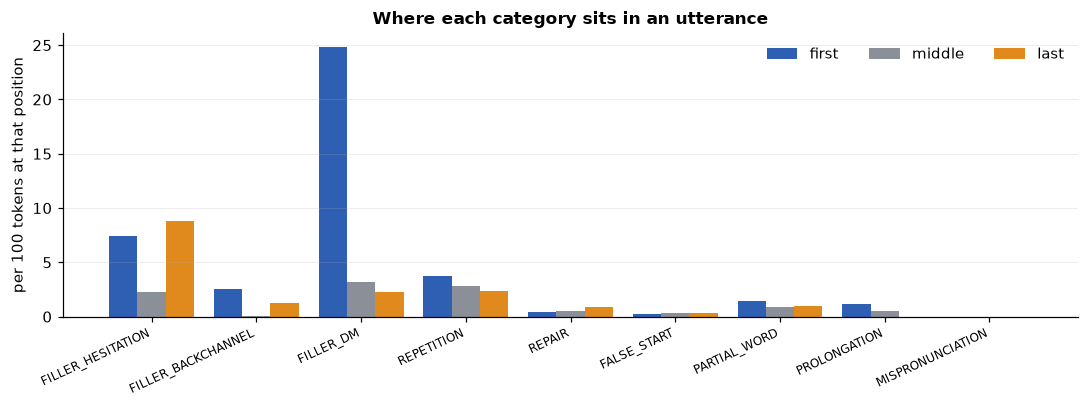 Where each category sits in an utterance
first middle last
per 100 tokens at that position
25
20
15
10
5
0
FILLER_HESITATION
FILLER_BACKCHANNEL
FILLER_DM
REPETITION
REPAIR
FALSE_START
PARTIAL_WORD
PROLONGATION
MISPRONUNCIATION